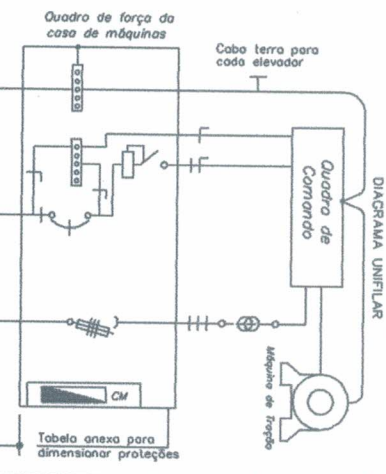 Quadro de força da
casa de máquinas
Cabo terra para
cada elevador
Quadro de
Comando
DIAGRAMA UNIFILAR
Máquina de Tração
CM
Tabela anexa para
dimensionar proteções